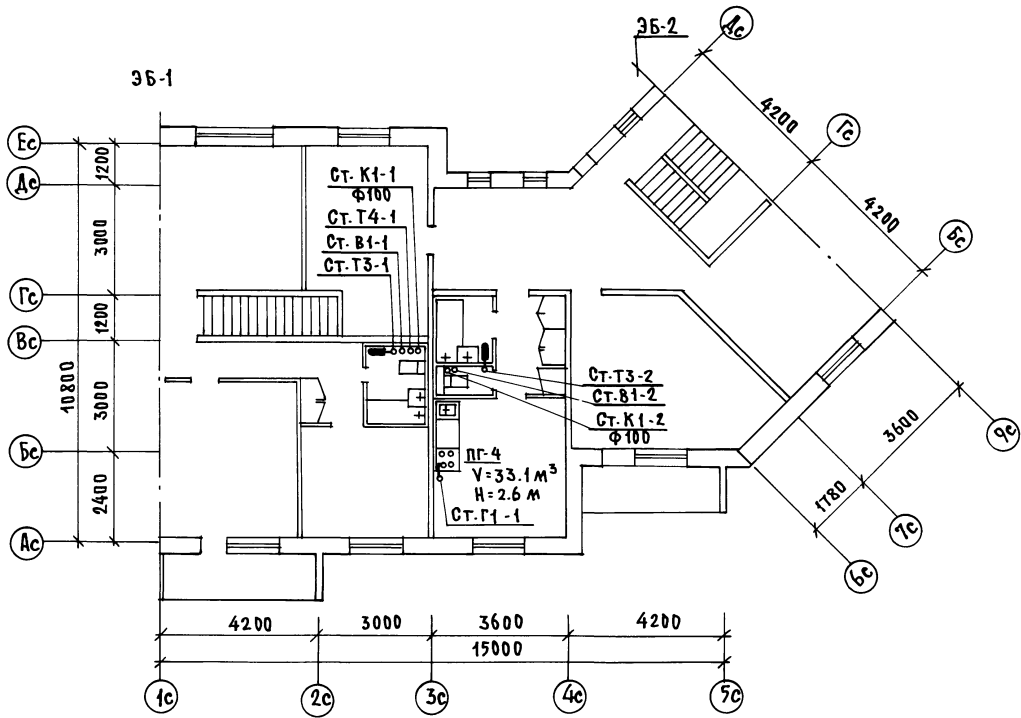 ЭБ-2
Дс
ЭБ-1
4200
Гс
Ес
1200
Дс
Ст. К1-1
Ф100
Ст. Т4-1
Ст. В1-1
Ст. Т3-1
3000
4200
Бс
Гс
1200
Вс
10800
3000
Ст.Т3-2
Ст.В1-2
Ст.К1-2
Ф100
3600
9с
Бс
ПГ-4
V=33.1м³
Н=2.6 м
Ст.Г1-1
2400
1780
7с
Ас
6с
4200
3000
3600
4200
15000
1с
2с
3с
4с
5с